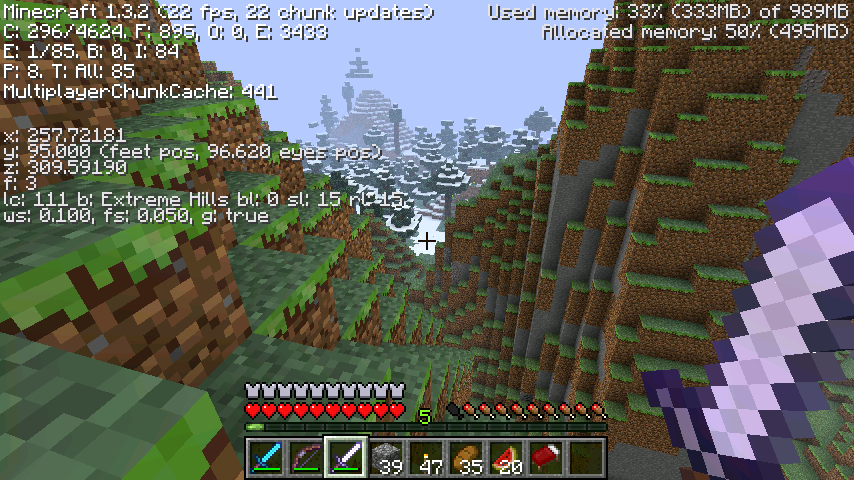 Minecraft 1.3.2 (22 fps, 22 chunk updates)
Used memory: 33% (333MB) of 989MB
C: 296/4624, F: 895, O: 0, E: 3433
Allocated memory: 50% (495MB)
E: 1/85, B: 0, I: 84
P: 8, T: All: 85
MultiplayerChunkCache: 441
x: 257.72181
y: 95.000 (feet pos, 96.620 eyes pos)
z: 309.59190
f: 3
lc: 111 b: Extreme Hills bl: 0 sl: 15 rl: 15
ws: 0.100, fs: 0.050, g: true
5
39 47 35 20